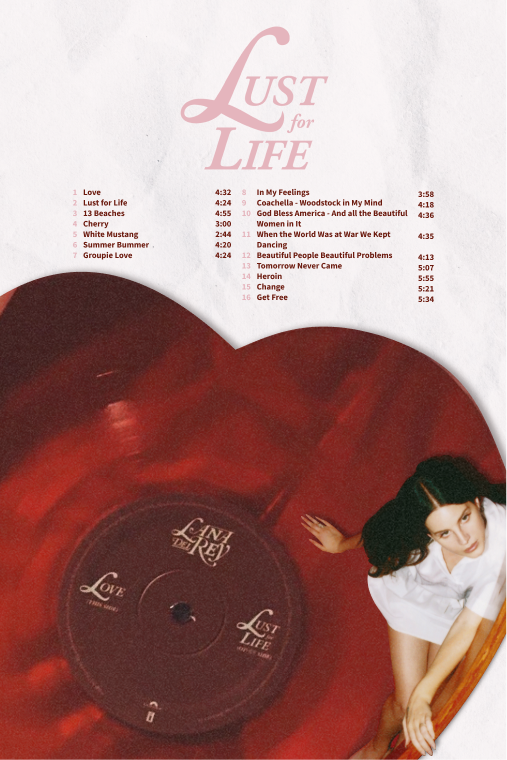 LUST
for
LIFE
1 Love 4:32
2 Lust for Life 4:24
3 13 Beaches 4:55
4 Cherry 3:00
5 White Mustang 2:44
6 Summer Bummer . 4:20
7 Groupie Love 4:24
8 In My Feelings 3:58
9 Coachella - Woodstock in My Mind 4:18
10 God Bless America - And all the Beautiful 4:36
Women in It
11 When the World Was at War We Kept 4:35
Dancing
12 Beautiful People Beautiful Problems 4:13
13 Tomorrow Never Came 5:07
14 Heroin 5:55
15 Change 5:21
16 Get Free 5:34
LANA
DEL REY
LOVE
LUST
for
LIFE